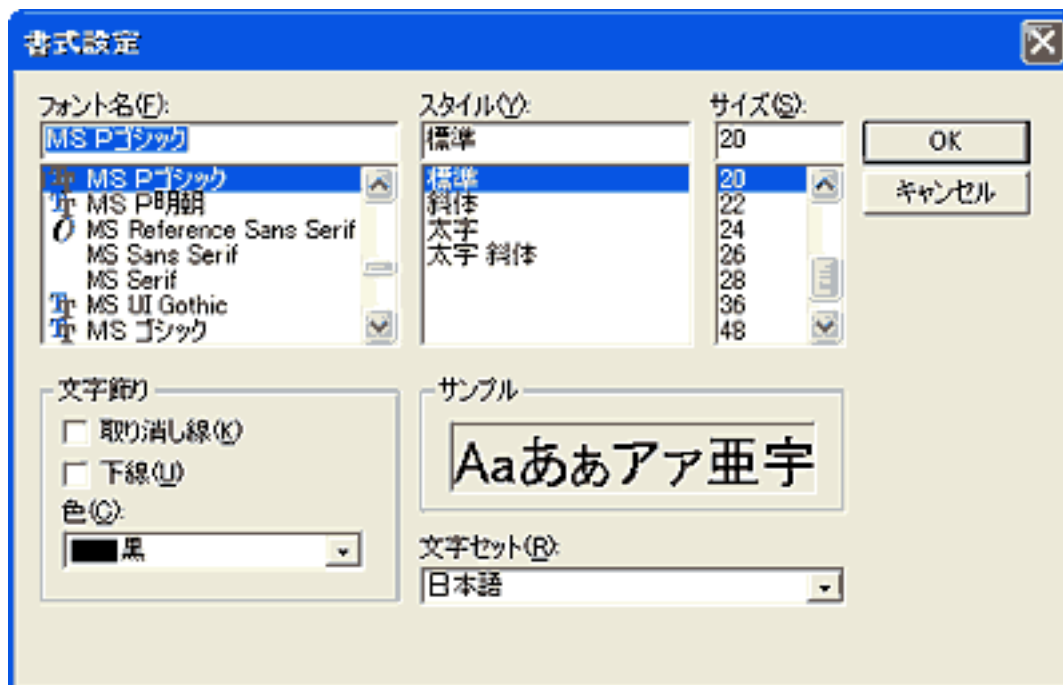 書式設定
フォント名(F):
MS Pゴシック
MS Pゴシック
MS P明朝
MS Reference Sans Serif
MS Sans Serif
MS Serif
MS UI Gothic
MS ゴシック
スタイル(Y):
標準
標準
斜体
太字
太字 斜体
サイズ(S):
20
20
22
24
26
28
36
48
OK
キャンセル
文字飾り
取り消し線(K)
下線(U)
色(C):
黒
サンプル
Aaあぁアァ亜宇
文字セット(R):
日本語